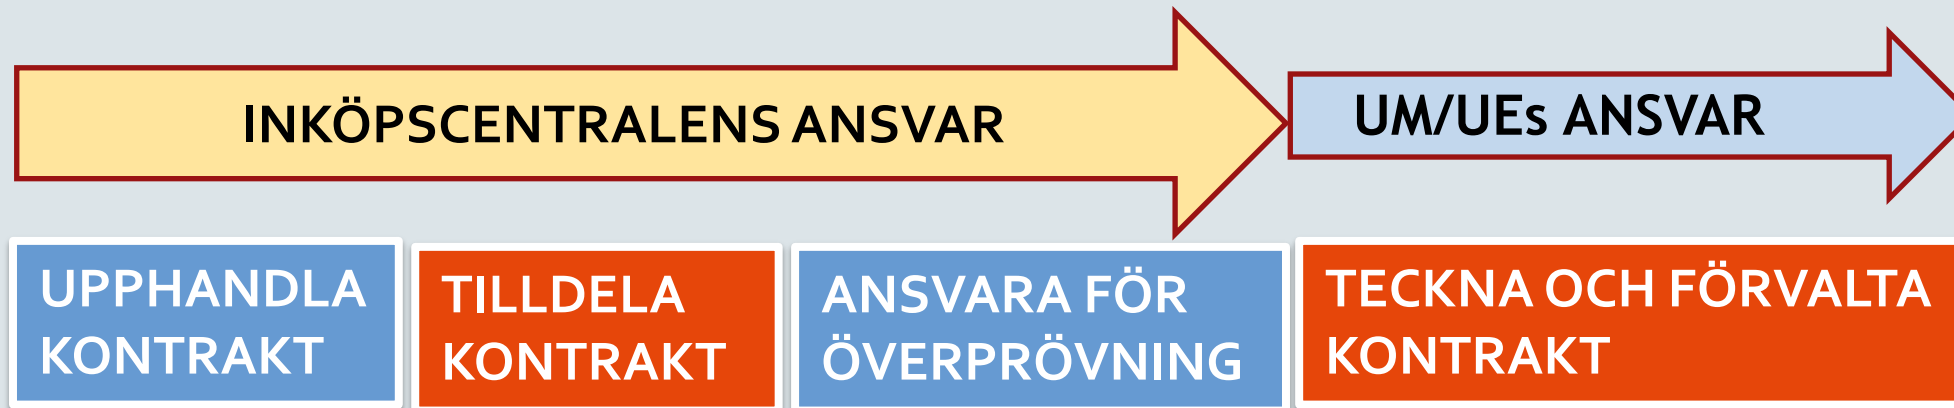 INKÖPSCENTRALENS ANSVAR
UM/UEs ANSVAR
UPPHANDLA
KONTRAKT
TILLDELA
KONTRAKT
ANSVARA FÖR
ÖVERPRÖVNING
TECKNA OCH FÖRVALTA
KONTRAKT